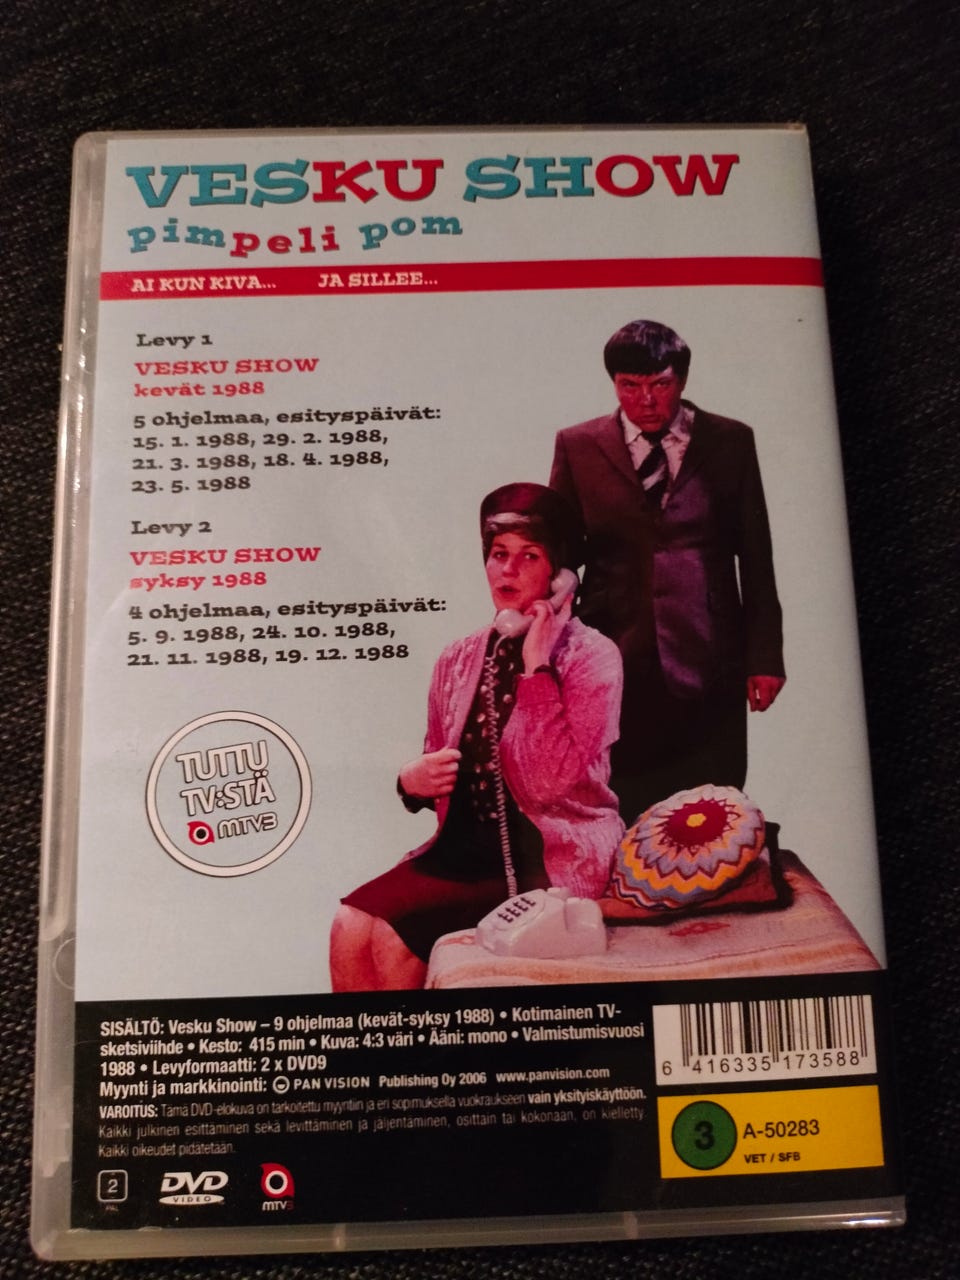 VESKU SHOW
pimpeli pom
AI KUN KIVA... JA SILLEE...
Levy 1
VESKU SHOW
kevät 1988
5 ohjelmaa, esityspäivät:
15. 1. 1988, 29. 2. 1988,
21. 3. 1988, 18. 4. 1988,
23. 5. 1988
Levy 2
VESKU SHOW
syksy 1988
4 ohjelmaa, esityspäivät:
5. 9. 1988, 24. 10. 1988,
21. 11. 1988, 19. 12. 1988
TUTTU
TV:STÄ
MTV3
SISÄLTÖ: Vesku Show – 9 ohjelmaa (kevät-syksy 1988) • Kotimainen TV-
sketsiviihde • Kesto: 415 min • Kuva: 4:3 väri • Ääni: mono • Valmistumisvuosi
1988 • Levyformaatti: 2 x DVD9
Myynti ja markkinointi: PAN VISION Publishing Oy 2006 www.panvision.com
VAROITUS: Tämä DVD-elokuva on tarkoitettu myyntiin ja eri sopimuksella vuokraukseen vain yksityiskäyttöön.
Kaikki julkinen esittäminen sekä levittäminen ja jäljentäminen, osittain tai kokonaan, on kielletty.
Kaikki oikeudet pidätetään.
6 416335 173588
3 A-50283
VET / SFB
2
PAL
DVD
VIDEO
MTV3